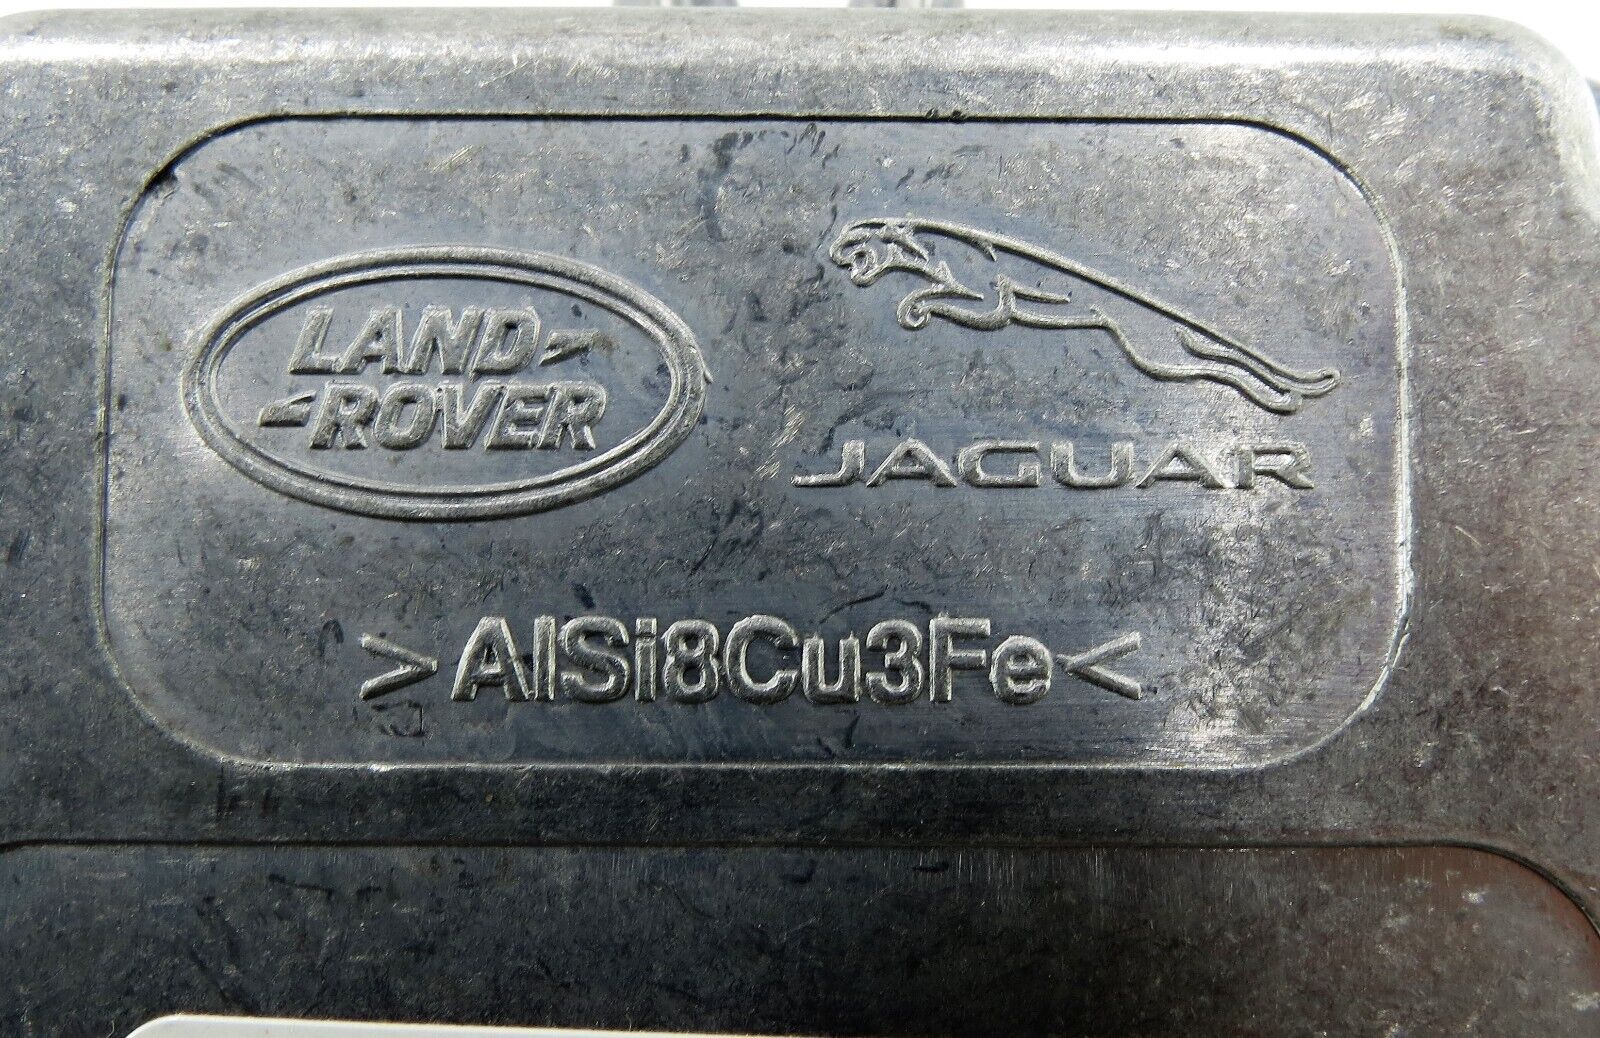 LAND
ROVER
JAGUAR
>AlSi8Cu3Fe<